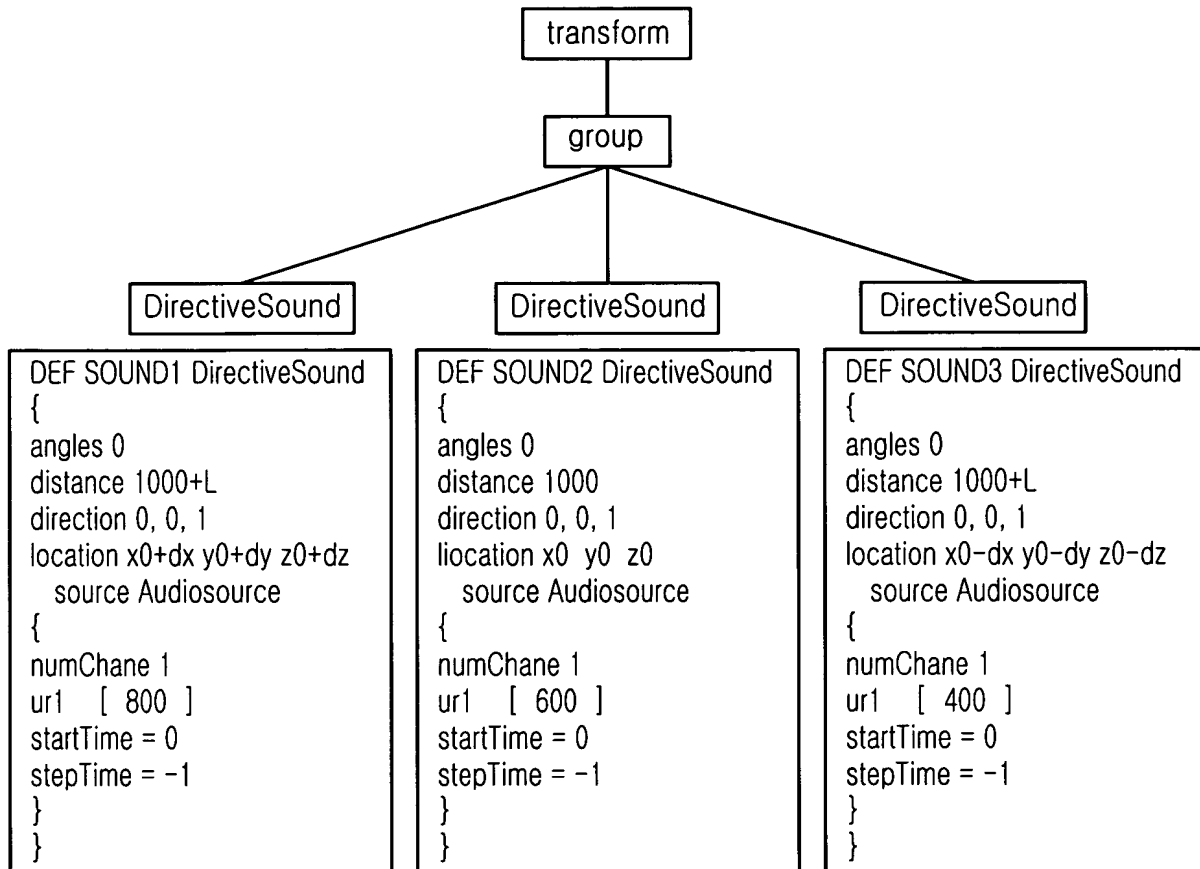 transform
group
DirectiveSound
DirectiveSound
DirectiveSound
DEF SOUND1 DirectiveSound
{
angles 0
distance 1000+L
direction 0, 0, 1
location x0+dx y0+dy z0+dz
source Audiosource
{
numChane 1
ur1 [ 800 ]
startTime = 0
stepTime = -1
}
}
DEF SOUND2 DirectiveSound
{
angles 0
distance 1000
direction 0, 0, 1
liocation x0 y0 z0
source Audiosource
{
numChane 1
ur1 [ 600 ]
startTime = 0
stepTime = -1
}
}
DEF SOUND3 DirectiveSound
{
angles 0
distance 1000+L
direction 0, 0, 1
location x0-dx y0-dy z0-dz
source Audiosource
{
numChane 1
ur1 [ 400 ]
startTime = 0
stepTime = -1
}
}